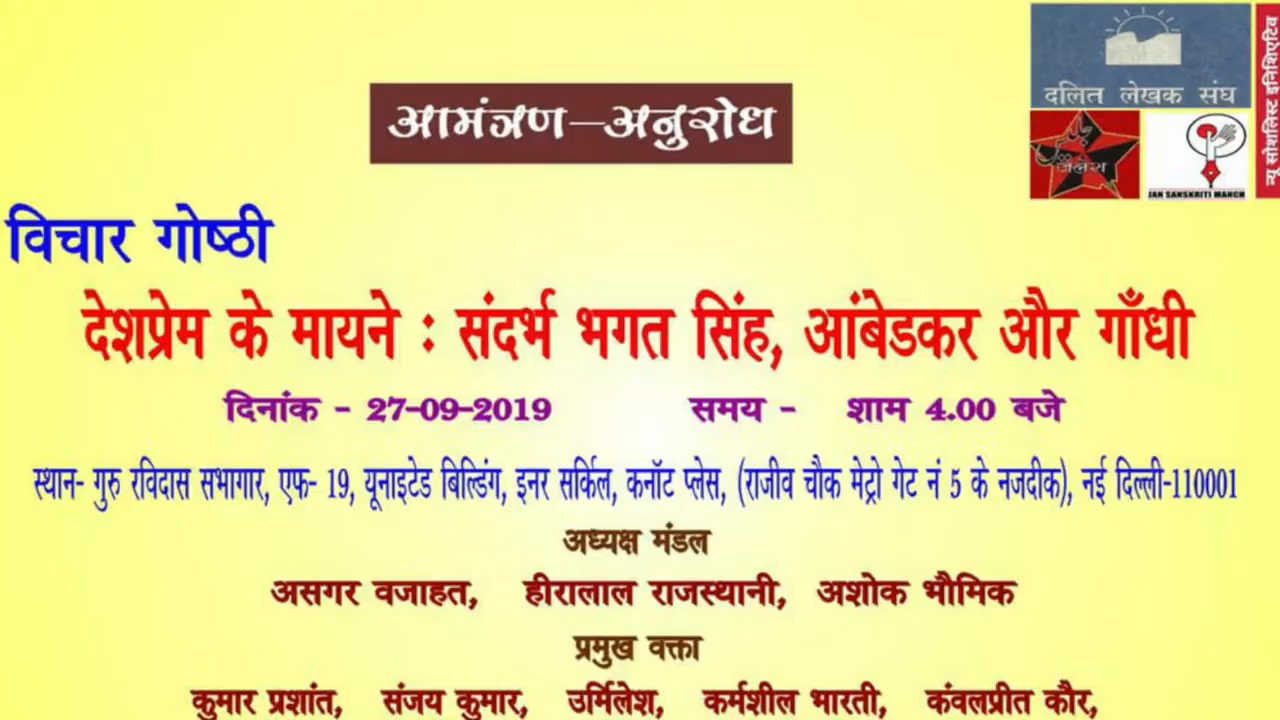 दलित लेखक संघ
न्यू सोशलिस्ट इनिशिएटिव
जलेस
JAN SANSKRITI MANCH
आमंत्रण-अनुरोध
विचार गोष्ठी
देशप्रेम के मायने : संदर्भ भगत सिंह, आंबेडकर और गाँधी
दिनांक - 27-09-2019 समय - शाम 4.00 बजे
स्थान- गुरु रविदास सभागार, एफ- 19, यूनाइटेड बिल्डिंग, इनर सर्किल, कनॉट प्लेस, (राजीव चौक मेट्रो गेट नं 5 के नजदीक), नई दिल्ली-110001
अध्यक्ष मंडल
असगर वजाहत, हीरालाल राजस्थानी, अशोक भौमिक
प्रमुख वक्ता
कुमार प्रशांत, संजय कुमार, उर्मिलेश, कर्मशील भारती, कंवलप्रीत कौर,